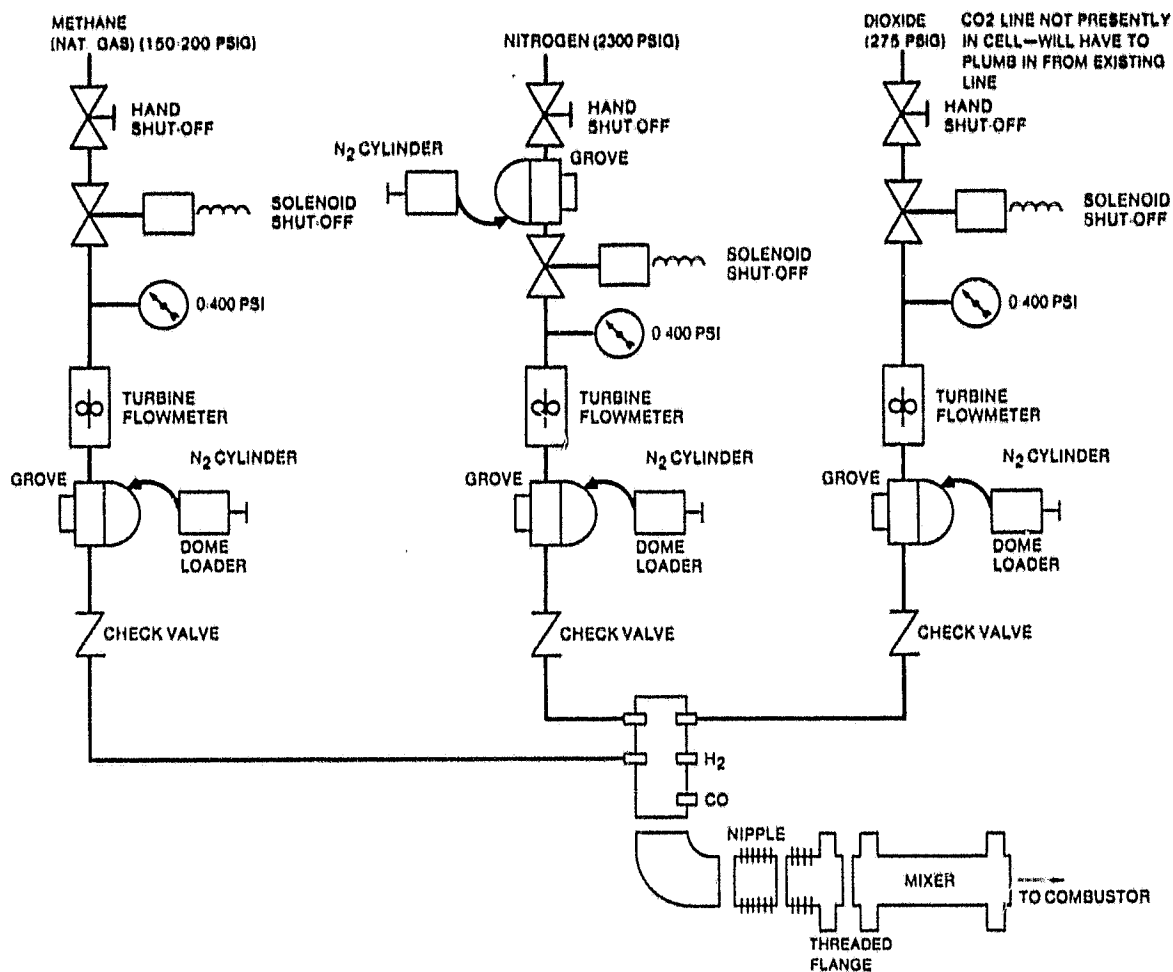 METHANE
(NAT. GAS) (150-200 PSIG)
NITROGEN (2300 PSIG)
DIOXIDE
(275 PSIG)
CO2 LINE NOT PRESENTLY
IN CELL—WILL HAVE TO
PLUMB IN FROM EXISTING
LINE
HAND
SHUT-OFF
HAND
SHUT-OFF
HAND
SHUT-OFF
N2 CYLINDER
GROVE
SOLENOID
SHUT-OFF
SOLENOID
SHUT-OFF
SOLENOID
SHUT-OFF
0-400 PSI
0-400 PSI
0-400 PSI
TURBINE
FLOWMETER
TURBINE
FLOWMETER
TURBINE
FLOWMETER
GROVE
N2 CYLINDER
DOME
LOADER
GROVE
N2 CYLINDER
DOME
LOADER
GROVE
N2 CYLINDER
DOME
LOADER
CHECK VALVE
CHECK VALVE
CHECK VALVE
H2
CO
NIPPLE
MIXER
TO COMBUSTOR
THREADED
FLANGE